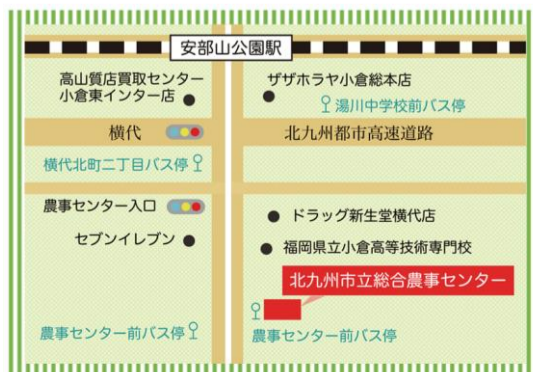 安部山公園駅
高山質店買取センター
小倉東インター店
ザザホラヤ小倉総本店
湯川中学校前バス停
横代
北九州都市高速道路
横代北町二丁目バス停
農事センター入口
ドラッグ新生堂横代店
セブンイレブン
福岡県立小倉高等技術専門校
北九州市立総合農事センター
農事センター前バス停
農事センター前バス停